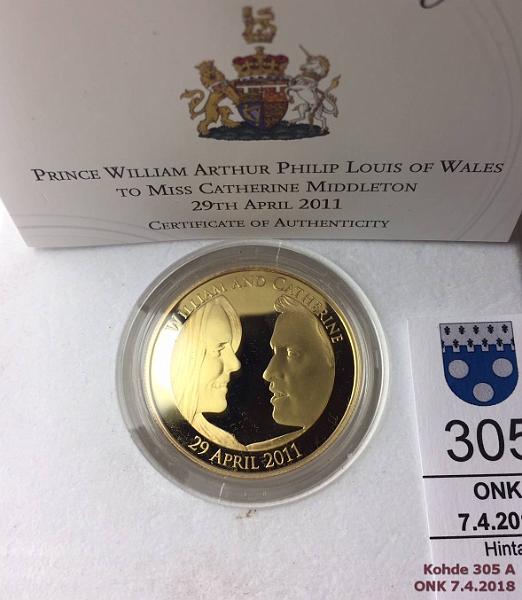 PRINCE WILLIAM ARTHUR PHILIP LOUIS OF WALES
TO MISS CATHERINE MIDDLETON
29TH APRIL 2011
CERTIFICATE OF AUTHENTICITY
WILLIAM AND CATHERINE
29 APRIL 2011
305
ONK
7.4.201
Hinta
Kohde 305 A
ONK 7.4.2018